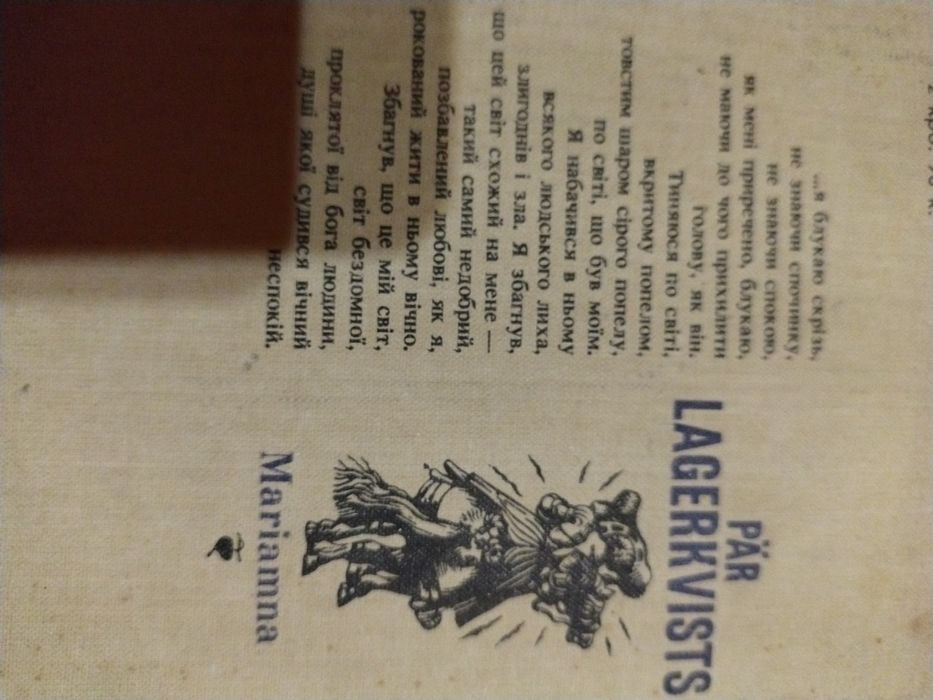 2 крб. 90 к.
...я блукаю скрізь,
не знаючи спочинку,
не знаючи спокою,
як мені приречено, блукаю,
не маючи до чого прихилити
голову, як він.
Тиняюся по світі,
вкритому попелом,
товстим шаром сірого попелу,
по світі, що був моїм.
Я набачився в ньому
всякого людського лиха,
злигоднів і зла. Я збагнув,
що цей світ схожий на мене —
такий самий недобрий,
позбавлений любові, як я,
рокований жити в ньому вічно.
Збагнув, що це мій світ,
світ бездомної,
проклятої від бога людини,
душі якої судився вічний
неспокій.
PÄR
LAGERKVISTS
Mariamna